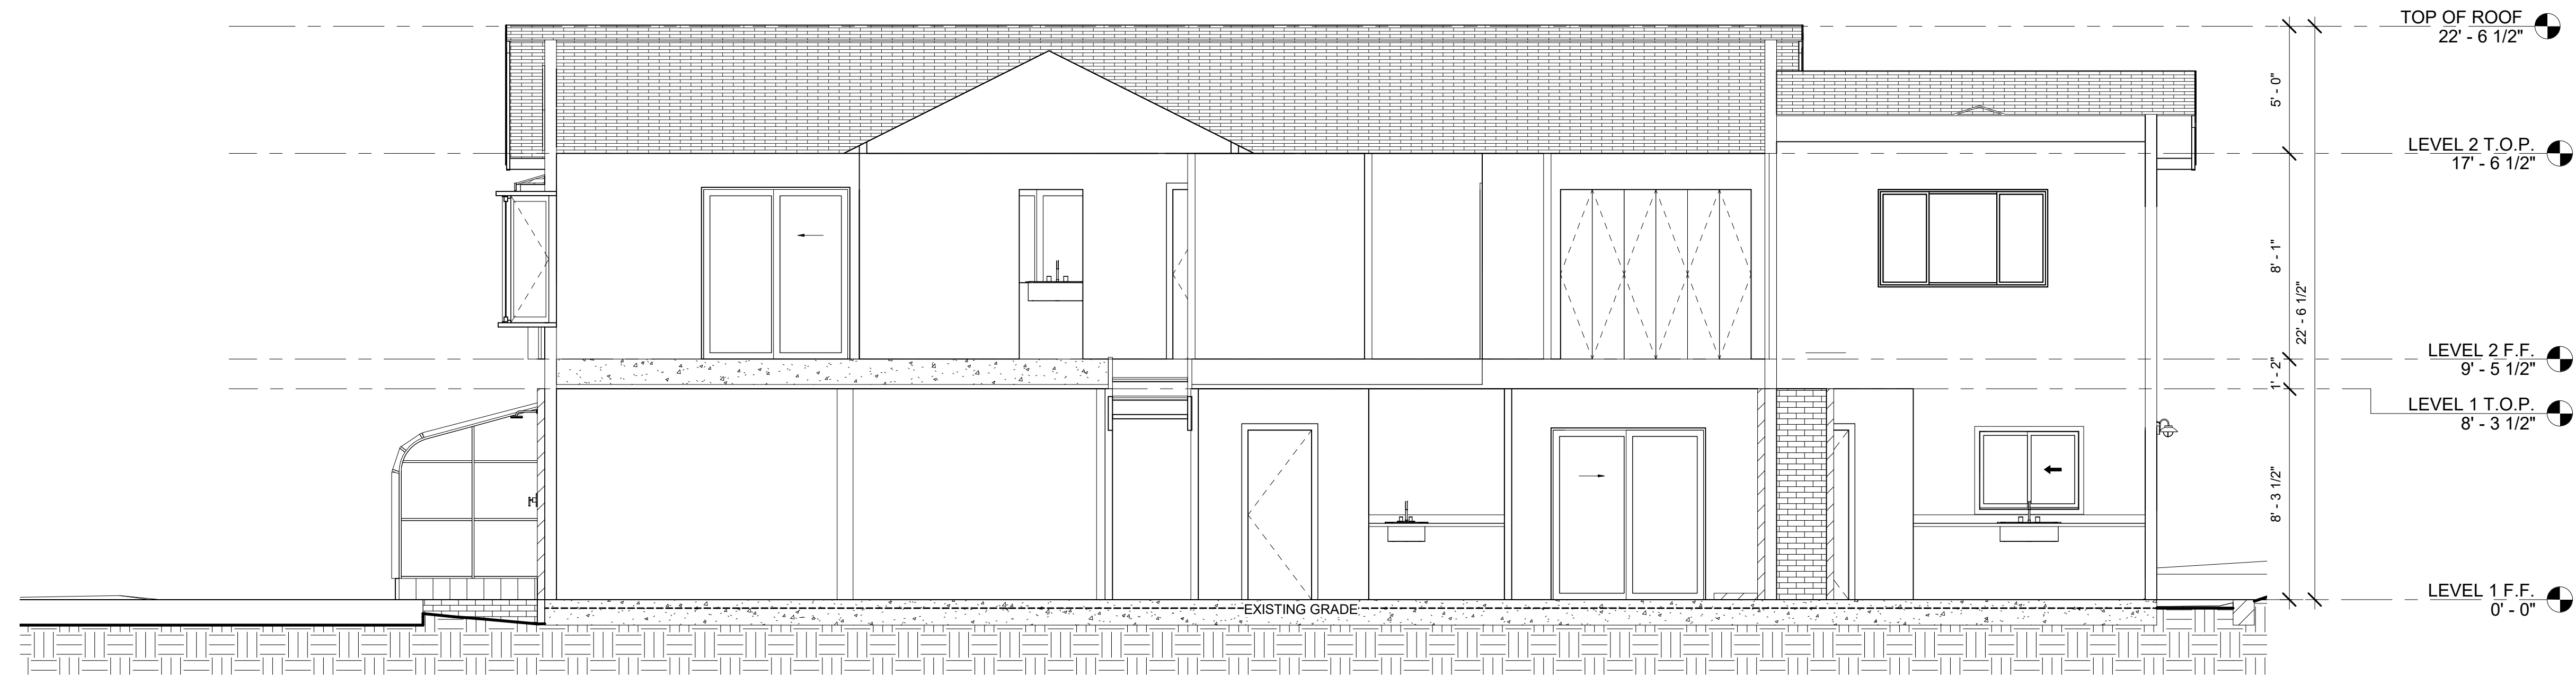 TOP OF ROOF
22' - 6 1/2"
5' - 0"
LEVEL 2 T.O.P.
17' - 6 1/2"
8' - 1"
22' - 6 1/2"
LEVEL 2 F.F.
9' - 5 1/2"
1' - 2"
LEVEL 1 T.O.P.
8' - 3 1/2"
8' - 3 1/2"
LEVEL 1 F.F.
0' - 0"
EXISTING GRADE